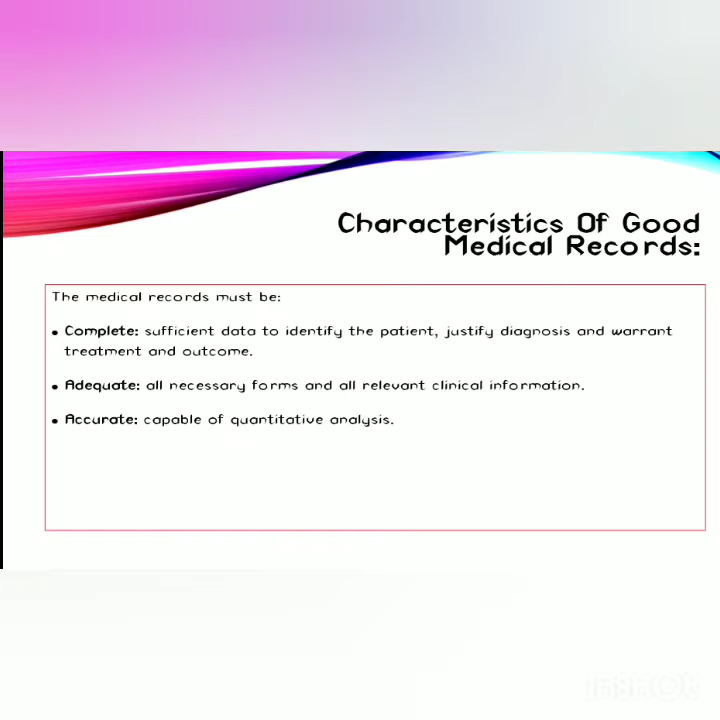 Characteristics Of Good
Medical Records:
The medical records must be:
• Complete: sufficient data to identify the patient, justify diagnosis and warrant
treatment and outcome.
• Adequate: all necessary forms and all relevant clinical information.
• Accurate: capable of quantitative analysis.
InShOt